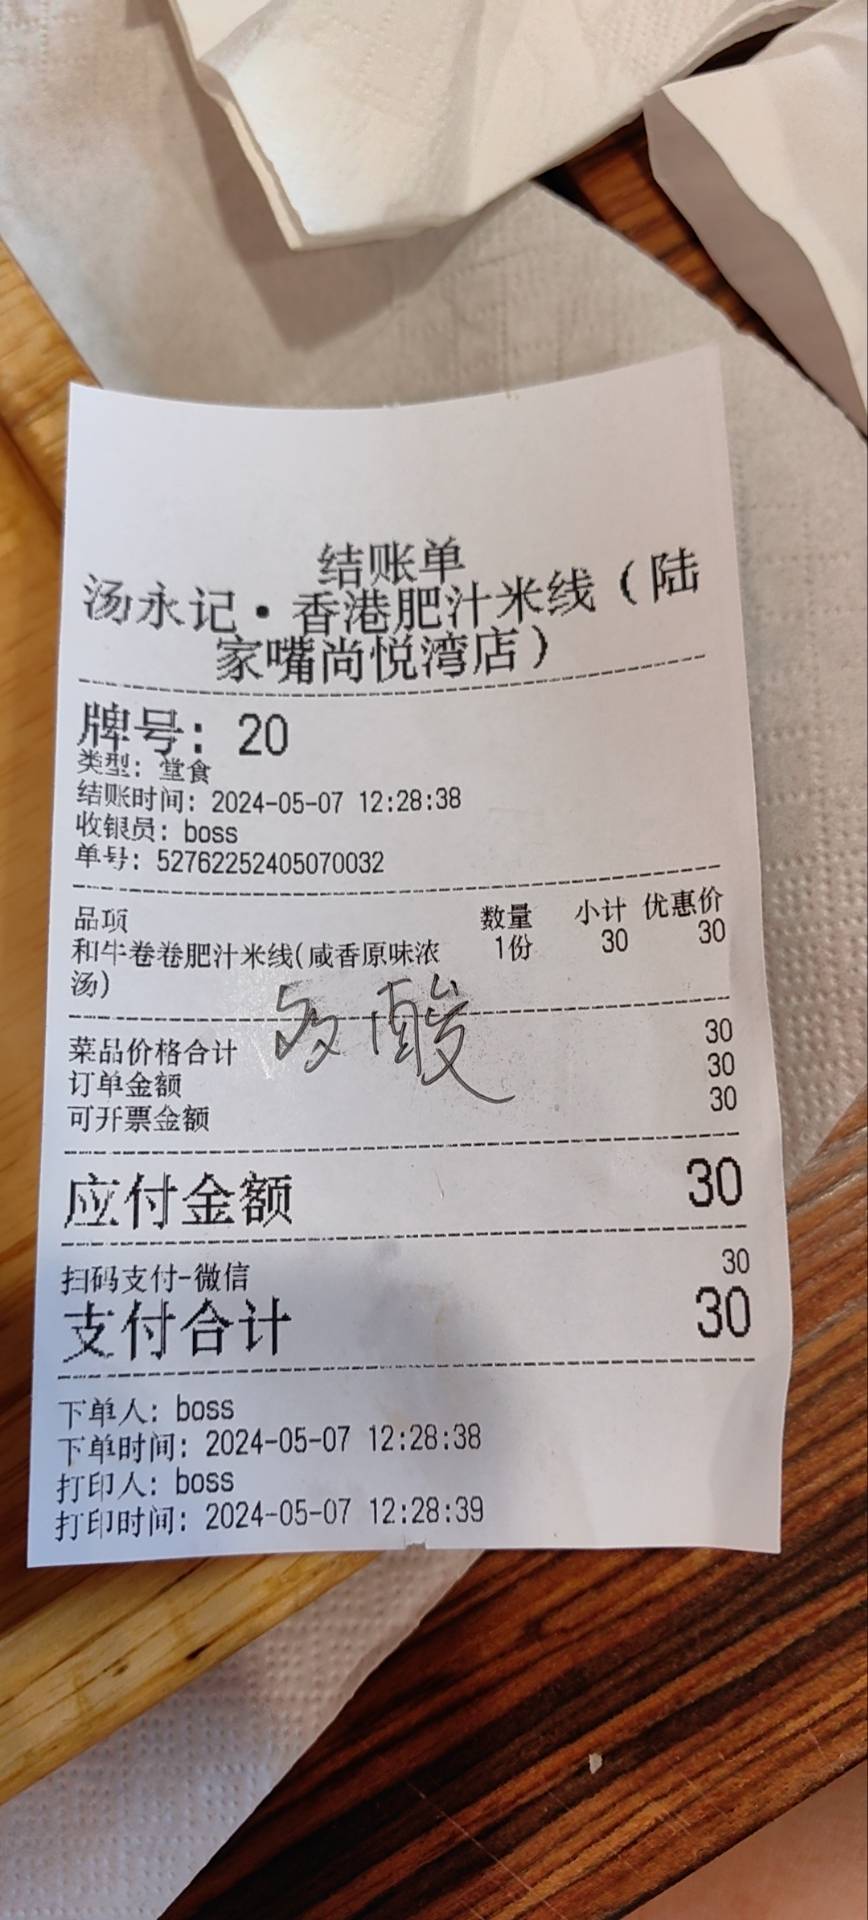 结账单
汤永记·香港肥汁米线（陆
家嘴尚悦湾店）
牌号: 20
类型: 堂食
结账时间: 2024-05-07 12:28:38
收银员: boss
单号: 52762252405070032
品项 数量 小计 优惠价
和牛卷卷肥汁米线(咸香原味浓 1份 30 30
汤)
多酸
菜品价格合计 30
订单金额 30
可开票金额 30
应付金额 30
扫码支付-微信 30
支付合计 30
下单人: boss
下单时间: 2024-05-07 12:28:38
打印人: boss
打印时间: 2024-05-07 12:28:39